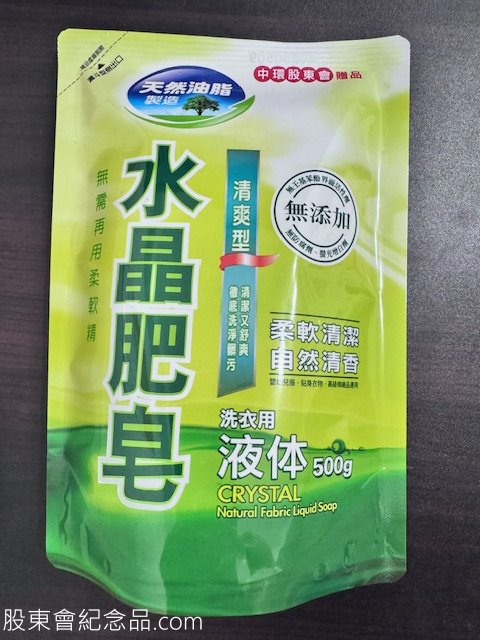 中環股東會贈品
天然油脂
製造
水晶肥皂
無需再用柔軟精
清爽型
清潔又舒爽
徹底洗淨髒污
無添加
柔軟清潔
自然清香
洗衣用
液体 500g
CRYSTAL
Natural Fabric Liquid Soap
股東會紀念品.com